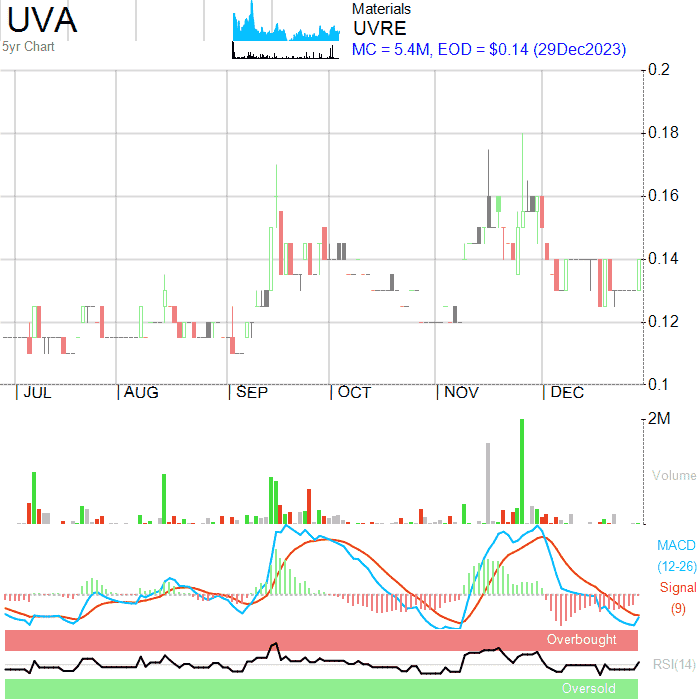 UVA
5yr Chart
Materials
UVRE
MC = 5.4M, EOD = $0.14 (29Dec2023)
0.2
0.18
0.16
0.14
0.12
0.1
JUL AUG SEP OCT NOV DEC
2M
Volume
MACD
(12-26)
Signal
(9)
Overbought
RSI(14)
Oversold